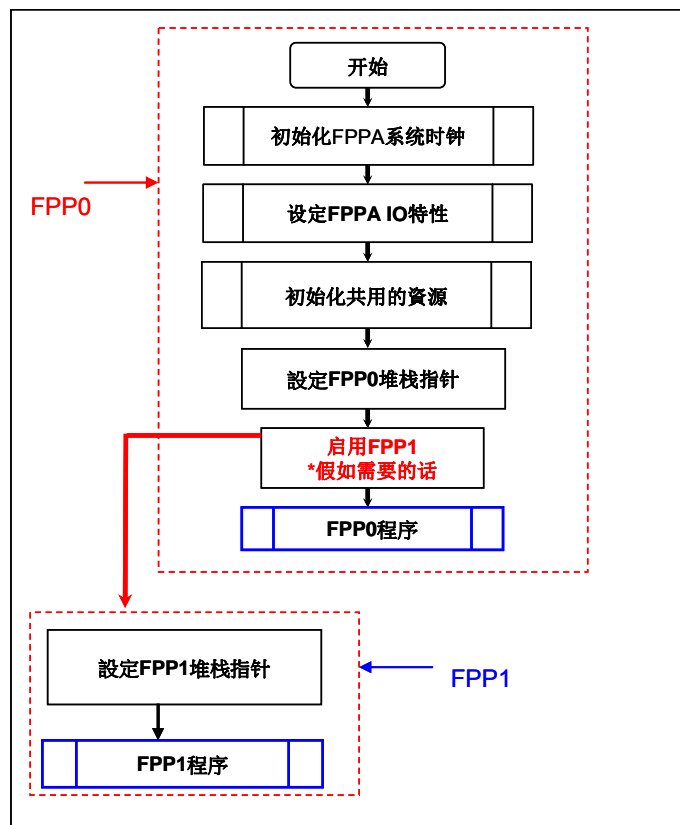 开始
初始化FPPA系统时钟
FPP0
设定FPPA IO特性
初始化共用的資源
設定FPP0堆栈指针
启用FPP1
*假如需要的话
FPP0程序
設定FPP1堆栈指针
FPP1
FPP1程序